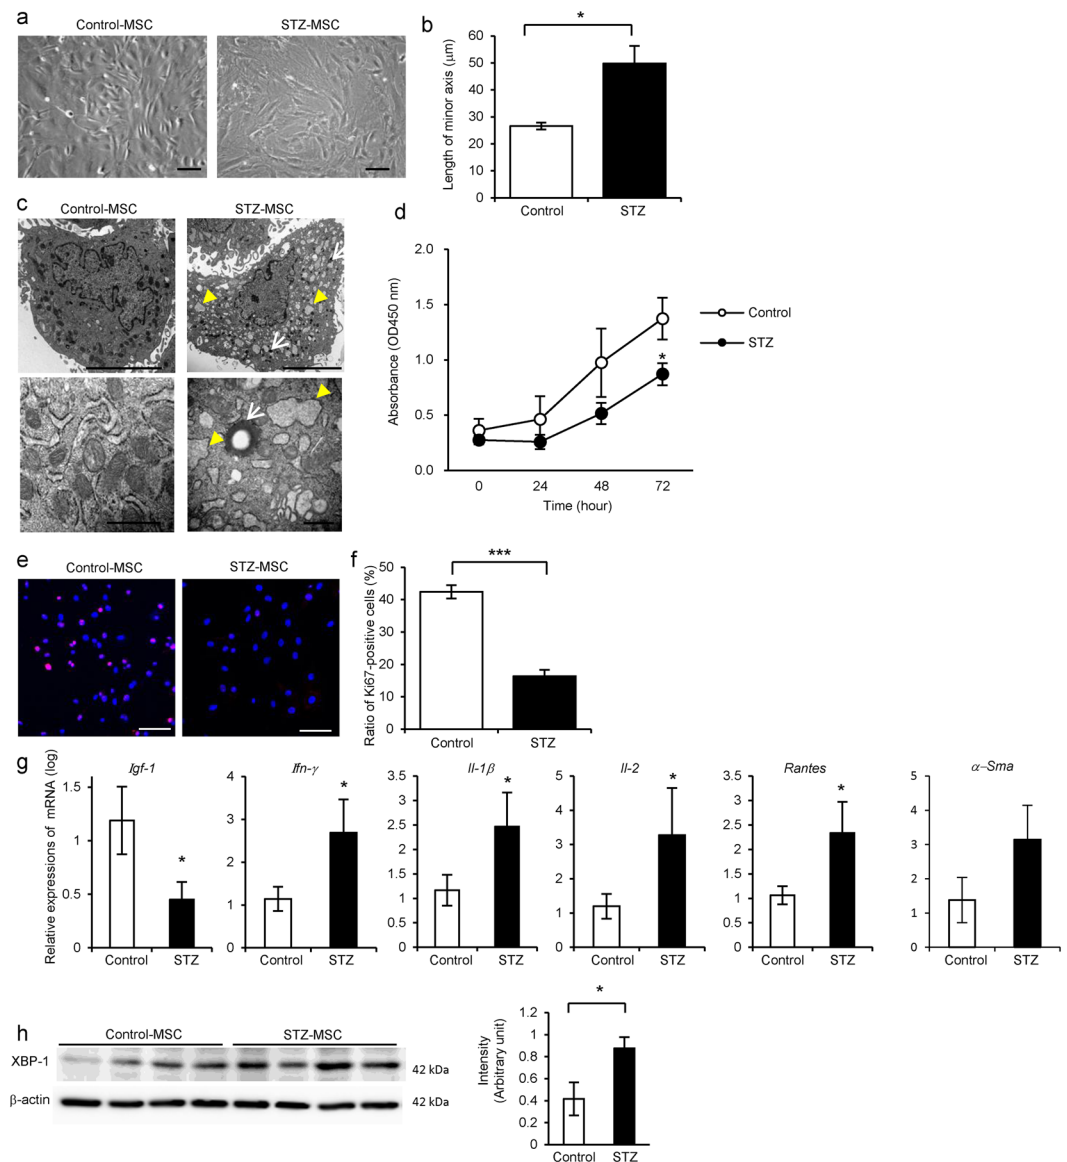 a
Control-MSC
STZ-MSC
b
*
Length of minor axis (μm)
60
50
40
30
20
10
0
Control
STZ
c
Control-MSC
STZ-MSC
d
Absorbance (OD450 nm)
2.0
1.5
1.0
0.5
0.0
*
Control
STZ
0
24
48
72
Time (hour)
e
Control-MSC
STZ-MSC
f
***
Ratio of Ki67-positive cells (%)
50
40
30
20
10
0
Control
STZ
g
Relative expressions of mRNA (log)
Igf-1
1.5
1
0.5
0
*
Control
STZ
Ifn-γ
4
3
2
1
0
*
Control
STZ
Il-1β
3.5
3
2.5
2
1.5
1
0.5
0
*
Control
STZ
Il-2
5
4
3
2
1
0
*
Control
STZ
Rantes
3.5
3
2.5
2
1.5
1
0.5
0
*
Control
STZ
α–Sma
5
4
3
2
1
0
Control
STZ
h
Control-MSC
STZ-MSC
XBP-1
42 kDa
β-actin
42 kDa
*
Intensity
(Arbitrary unit)
1.2
1
0.8
0.6
0.4
0.2
0
Control
STZ